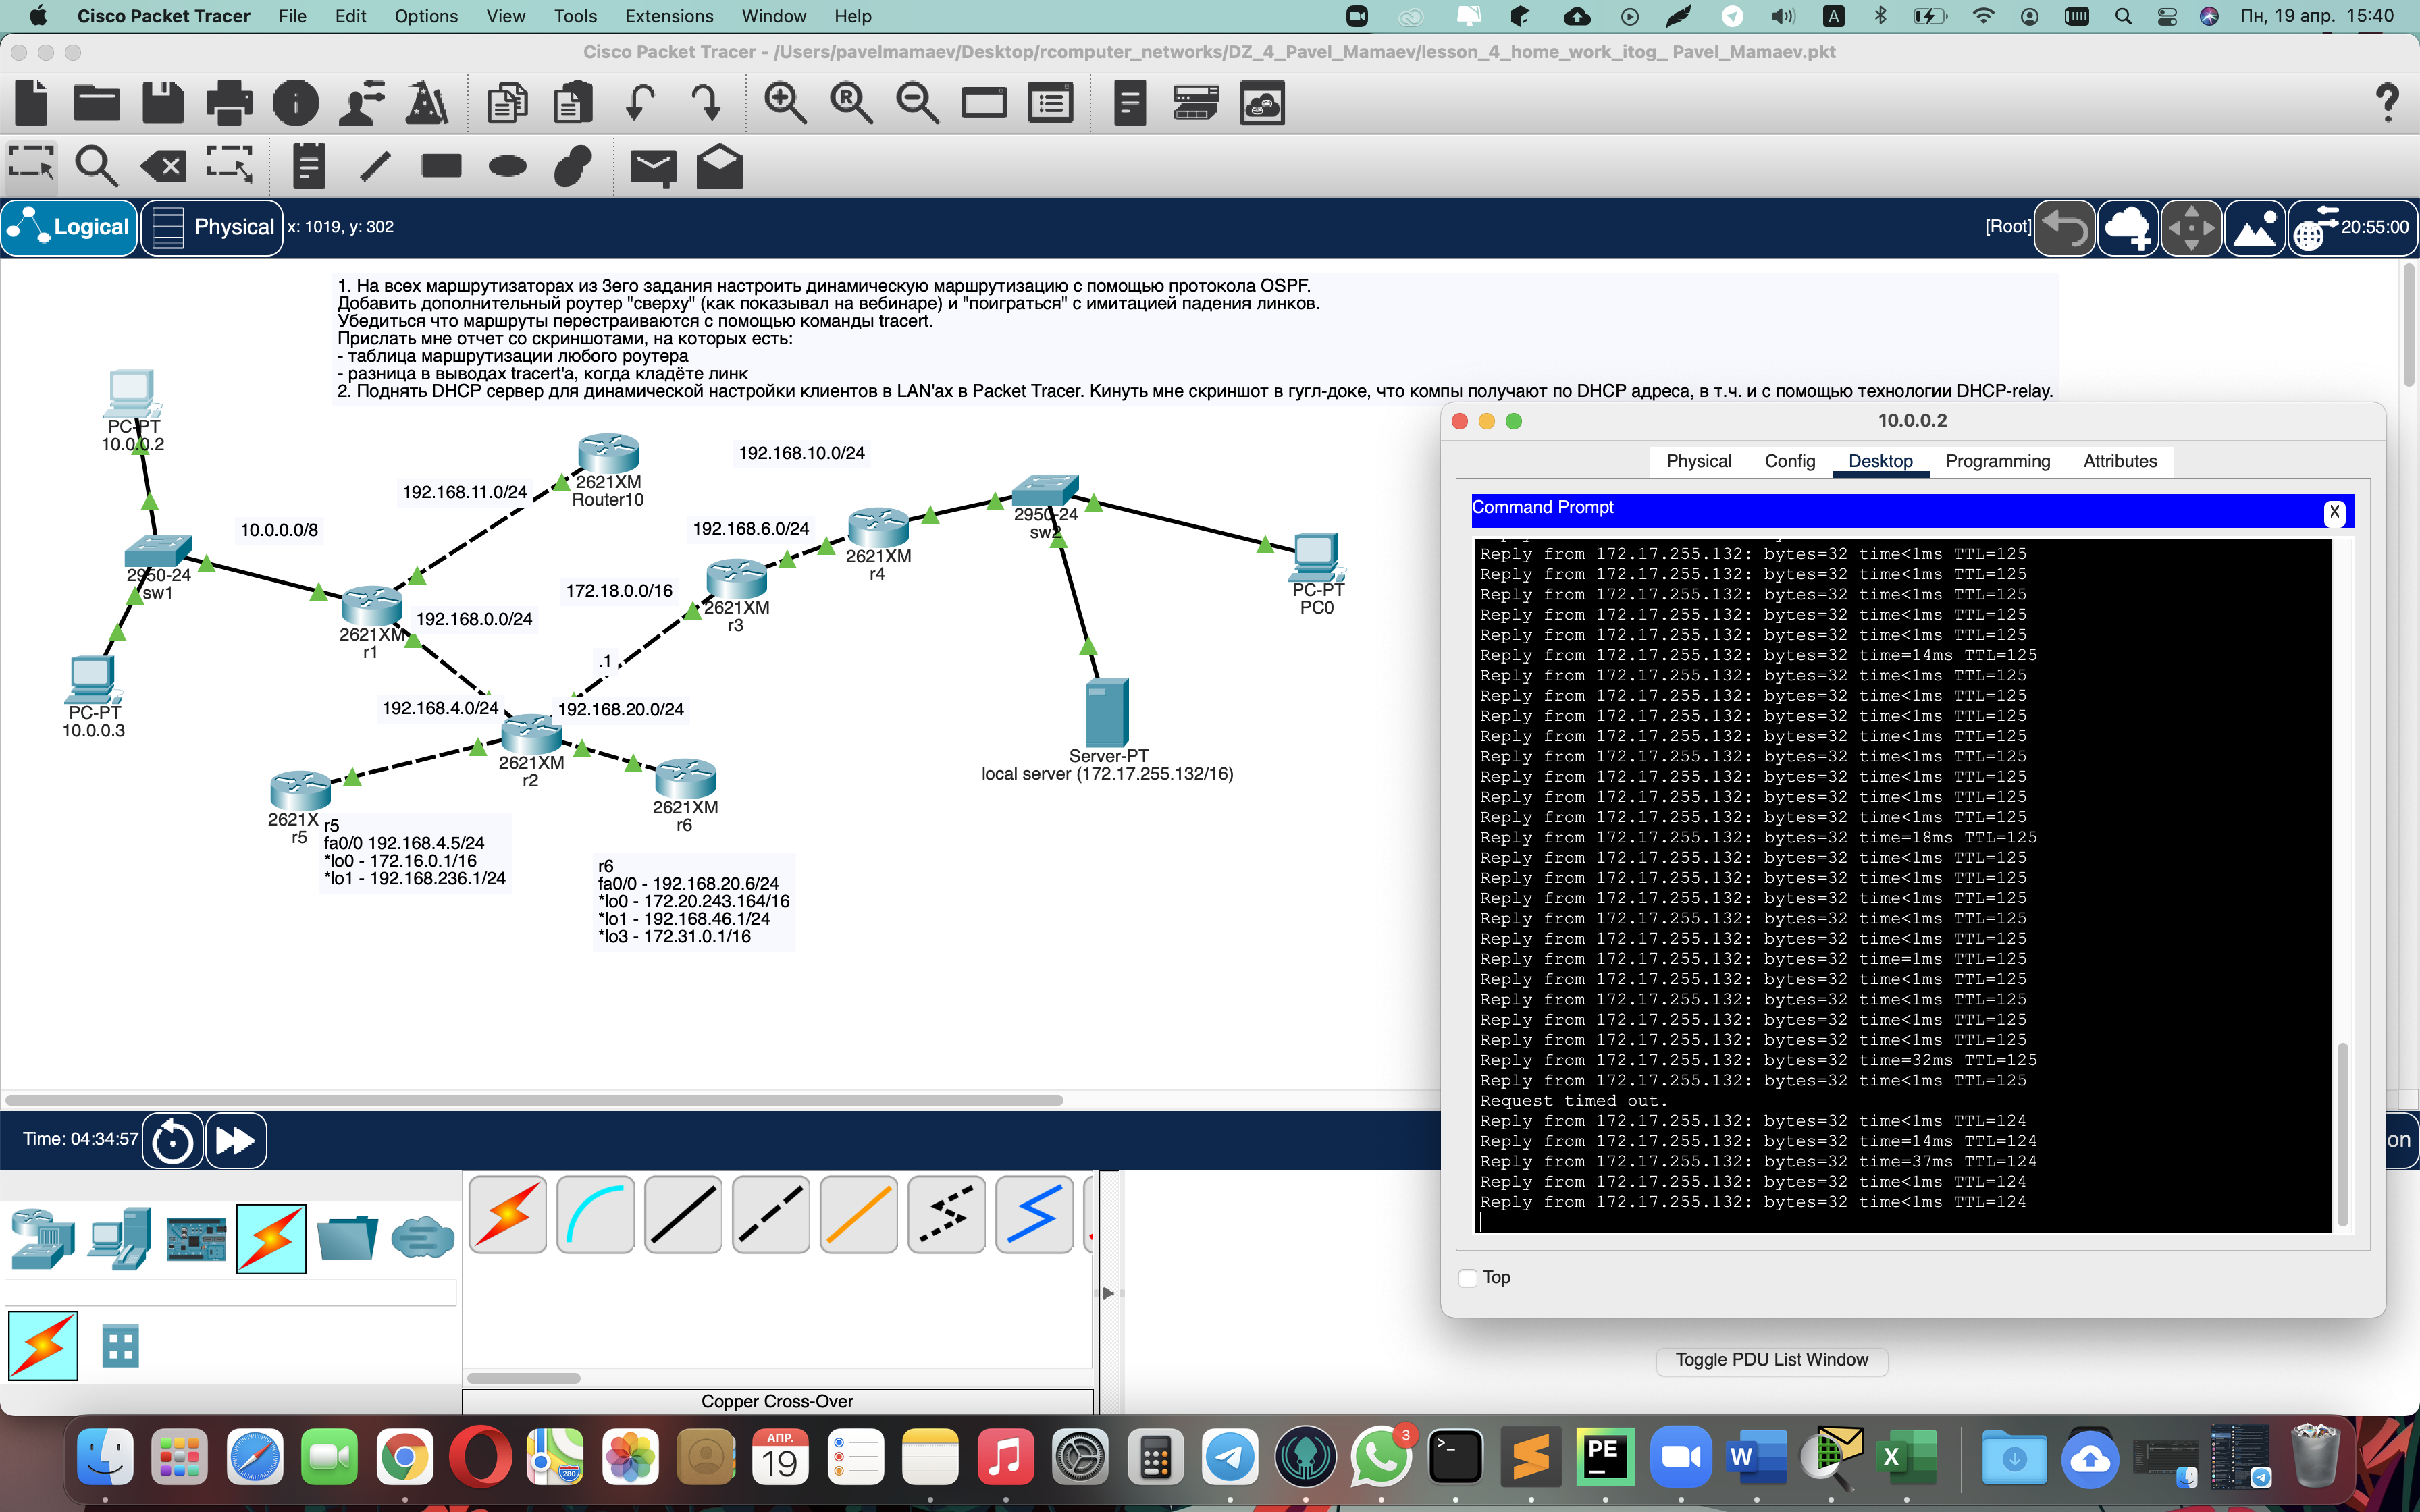 Cisco Packet Tracer File Edit Options View Tools Extensions Window Help A Пн, 19 апр. 15:40
Cisco Packet Tracer - /Users/pavelmamaev/Desktop/rcomputer_networks/DZ_4_Pavel_Mamaev/lesson_4_home_work_itog_ Pavel_Mamaev.pkt
Logical Physical x: 1019, y: 302 [Root] 20:55:00
1. На всех маршрутизаторах из 3его задания настроить динамическую маршрутизацию с помощью протокола OSPF.
Добавить дополнительный роутер "сверху" (как показывал на вебинаре) и "поиграться" с имитацией падения линков.
Убедиться что маршруты перестраиваются с помощью команды tracert.
Прислать мне отчет со скриншотами, на которых есть:
- таблица маршрутизации любого роутера
- разница в выводах tracert'а, когда кладёте линк
2. Поднять DHCP сервер для динамической настройки клиентов в LAN'ах в Packet Tracer. Кинуть мне скриншот в гугл-доке, что компы получают по DHCP адреса, в т.ч. и с помощью технологии DHCP-relay.
PC-PT
10.0.0.2
10.0.0.0/8
2950-24
sw1
PC-PT
10.0.0.3
192.168.11.0/24
2621XM
Router10
192.168.10.0/24
192.168.6.0/24
2621XM
r4
2950-24
sw2
PC-PT
PC0
172.18.0.0/16
2621XM
r3
2621XM
r1
192.168.0.0/24
.1
192.168.4.0/24
192.168.20.0/24
2621XM
r2
Server-PT
local server (172.17.255.132/16)
2621X
r5
r5
fa0/0 192.168.4.5/24
*lo0 - 172.16.0.1/16
*lo1 - 192.168.236.1/24
2621XM
r6
r6
fa0/0 - 192.168.20.6/24
*lo0 - 172.20.243.164/16
*lo1 - 192.168.46.1/24
*lo3 - 172.31.0.1/16
10.0.0.2
Physical Config Desktop Programming Attributes
Command Prompt X
Reply from 172.17.255.132: bytes=32 time<1ms TTL=125
Reply from 172.17.255.132: bytes=32 time<1ms TTL=125
Reply from 172.17.255.132: bytes=32 time<1ms TTL=125
Reply from 172.17.255.132: bytes=32 time<1ms TTL=125
Reply from 172.17.255.132: bytes=32 time<1ms TTL=125
Reply from 172.17.255.132: bytes=32 time=14ms TTL=125
Reply from 172.17.255.132: bytes=32 time<1ms TTL=125
Reply from 172.17.255.132: bytes=32 time<1ms TTL=125
Reply from 172.17.255.132: bytes=32 time<1ms TTL=125
Reply from 172.17.255.132: bytes=32 time<1ms TTL=125
Reply from 172.17.255.132: bytes=32 time<1ms TTL=125
Reply from 172.17.255.132: bytes=32 time<1ms TTL=125
Reply from 172.17.255.132: bytes=32 time<1ms TTL=125
Reply from 172.17.255.132: bytes=32 time<1ms TTL=125
Reply from 172.17.255.132: bytes=32 time=18ms TTL=125
Reply from 172.17.255.132: bytes=32 time<1ms TTL=125
Reply from 172.17.255.132: bytes=32 time<1ms TTL=125
Reply from 172.17.255.132: bytes=32 time<1ms TTL=125
Reply from 172.17.255.132: bytes=32 time<1ms TTL=125
Reply from 172.17.255.132: bytes=32 time<1ms TTL=125
Reply from 172.17.255.132: bytes=32 time=1ms TTL=125
Reply from 172.17.255.132: bytes=32 time<1ms TTL=125
Reply from 172.17.255.132: bytes=32 time<1ms TTL=125
Reply from 172.17.255.132: bytes=32 time<1ms TTL=125
Reply from 172.17.255.132: bytes=32 time<1ms TTL=125
Reply from 172.17.255.132: bytes=32 time=32ms TTL=125
Reply from 172.17.255.132: bytes=32 time<1ms TTL=125
Request timed out.
Reply from 172.17.255.132: bytes=32 time<1ms TTL=124
Reply from 172.17.255.132: bytes=32 time=14ms TTL=124
Reply from 172.17.255.132: bytes=32 time=37ms TTL=124
Reply from 172.17.255.132: bytes=32 time<1ms TTL=124
Reply from 172.17.255.132: bytes=32 time<1ms TTL=124
Top
Time: 04:34:57
on
Toggle PDU List Window
Copper Cross-Over
АПР.
19
280
3
PE
W
X